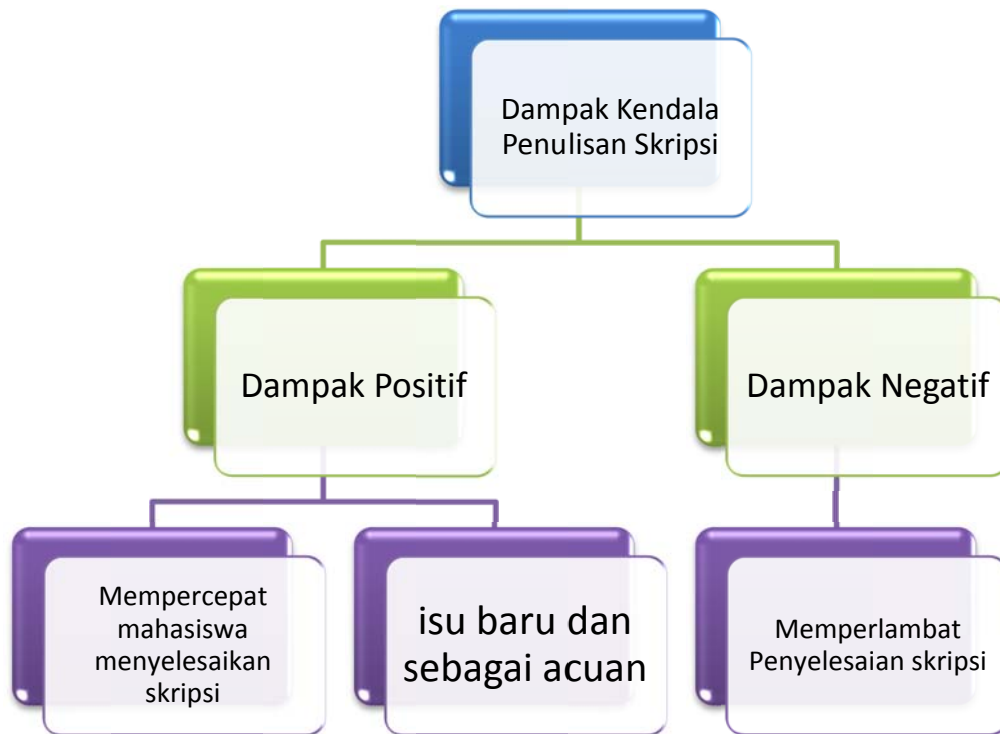 Dampak Kendala
Penulisan Skripsi
Dampak Positif
Dampak Negatif
Mempercepat
mahasiswa
menyelesaikan
skripsi
isu baru dan
sebagai acuan
Memperlambat
Penyelesaian skripsi